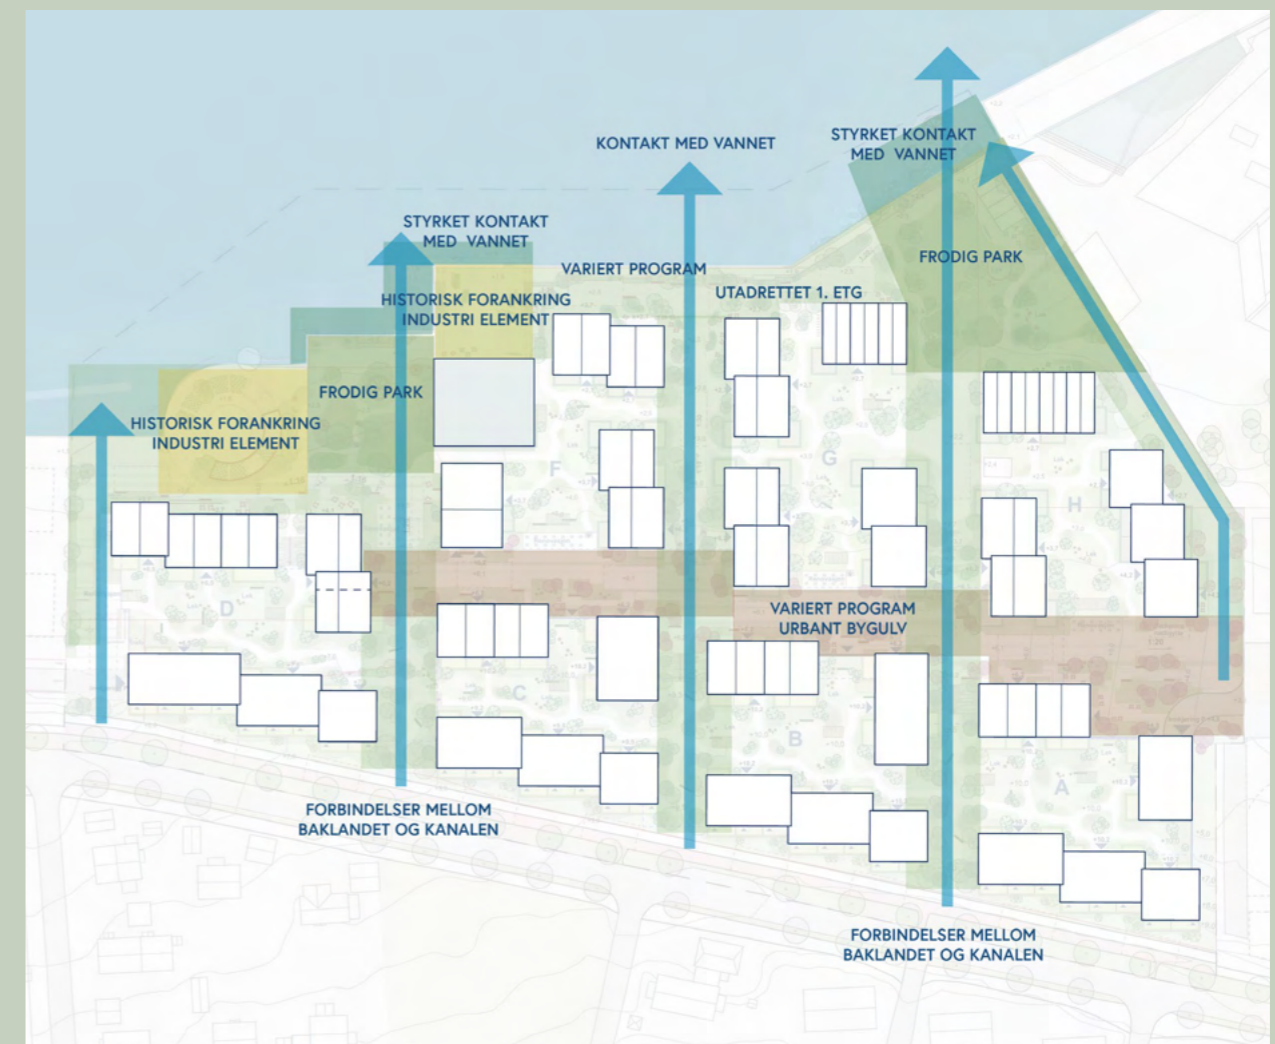 KONTAKT MED VANNET
STYRKET KONTAKT
MED VANNET
STYRKET KONTAKT
MED VANNET
VARIERT PROGRAM
FRODIG PARK
UTADRETTET 1. ETG
HISTORISK FORANKRING
INDUSTRI ELEMENT
FRODIG PARK
HISTORISK FORANKRING
INDUSTRI ELEMENT
F
G
H
D
VARIERT PROGRAM
URBANT BYGULV
C
B
A
FORBINDELSER MELLOM
BAKLANDET OG KANALEN
FORBINDELSER MELLOM
BAKLANDET OG KANALEN